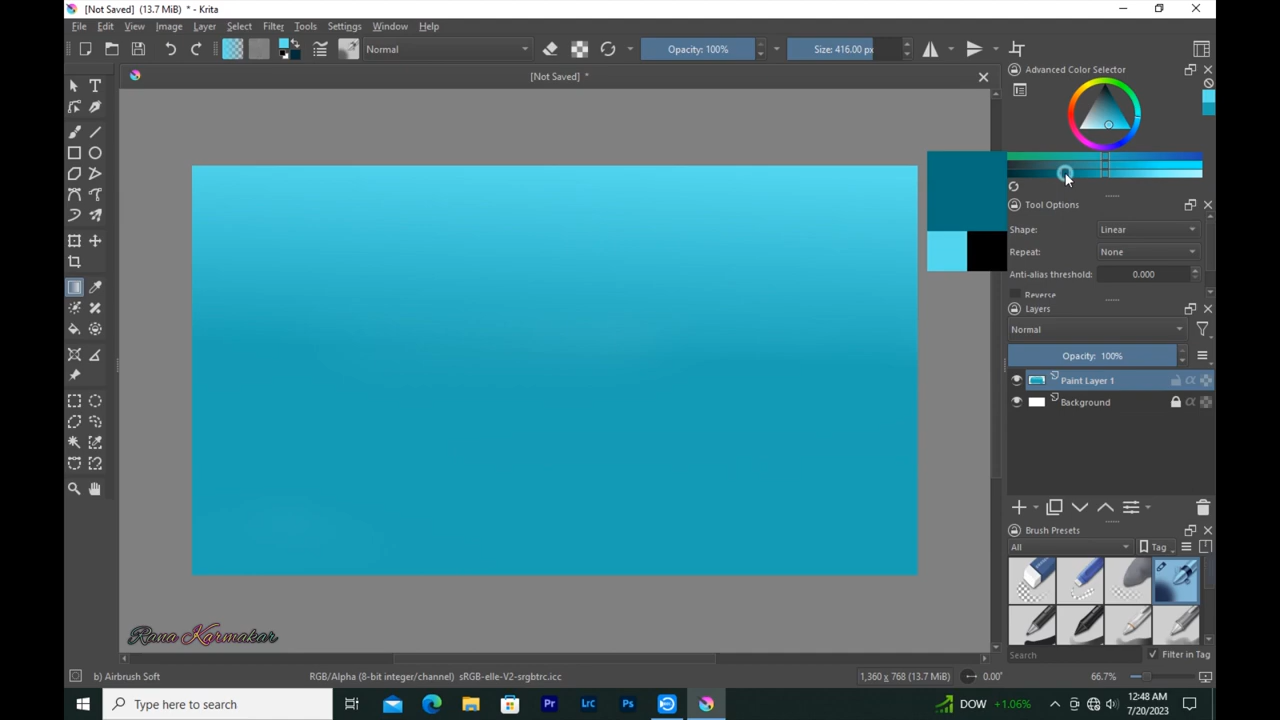 [Not Saved] (13.7 MiB) * - Krita
File Edit View Image Layer Select Filter Tools Settings Window Help
Normal Opacity: 100% Size: 416.00 px
[Not Saved] *
Advanced Color Selector
Tool Options
Shape: Linear
Repeat: None
Anti-alias threshold: 0.000
Reverse
Layers
Normal
Opacity: 100%
Paint Layer 1
Background
Brush Presets
All Tag
Search Filter in Tag
Rana Karmakar
b) Airbrush Soft RGB/Alpha (8-bit integer/channel) sRGB-elle-V2-srgbtrc.icc 1,360 x 768 (13.7 MiB) 0.00° 66.7%
Type here to search Pr Lrc Ps DOW +1.06% 12:48 AM
7/20/2023